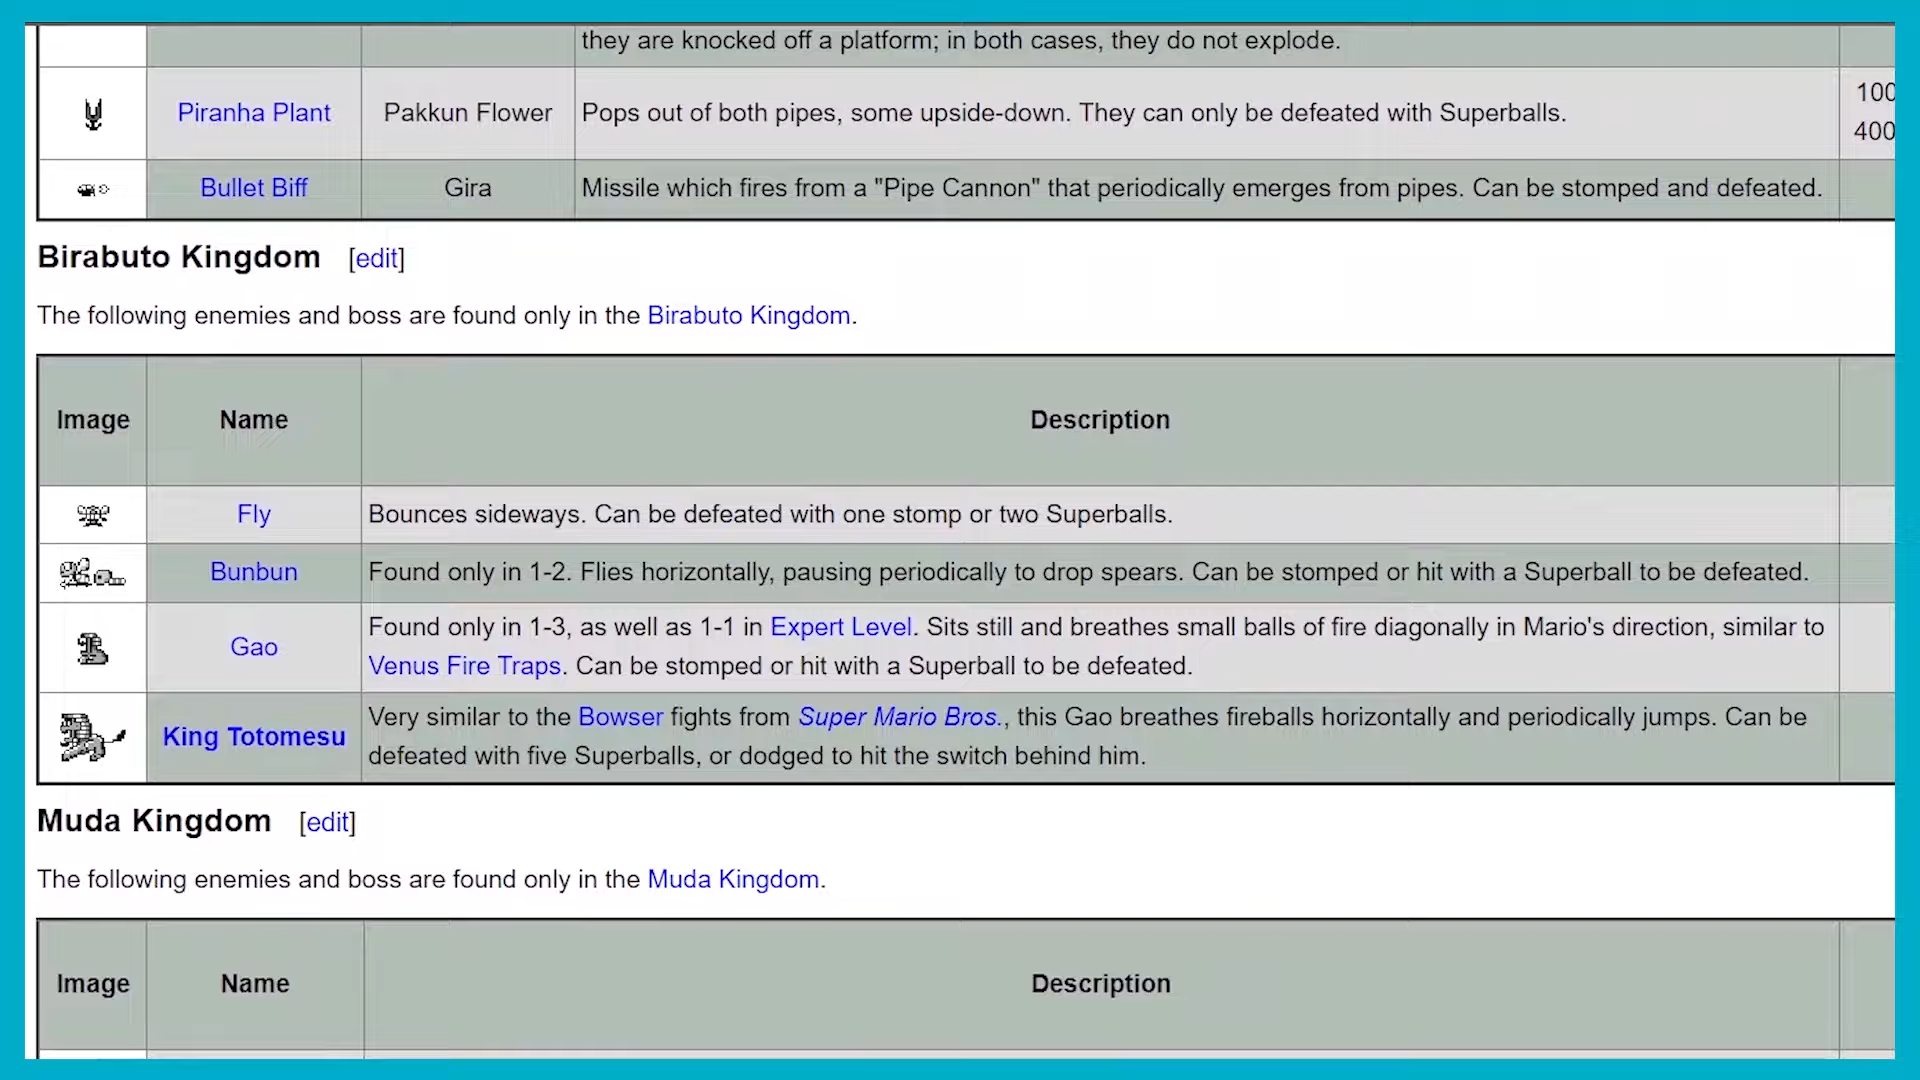 they are knocked off a platform; in both cases, they do not explode.
Piranha Plant Pakkun Flower Pops out of both pipes, some upside-down. They can only be defeated with Superballs.
100
400
Bullet Biff Gira Missile which fires from a "Pipe Cannon" that periodically emerges from pipes. Can be stomped and defeated.
Birabuto Kingdom [edit]
The following enemies and boss are found only in the Birabuto Kingdom.
Image Name Description
Fly Bounces sideways. Can be defeated with one stomp or two Superballs.
Bunbun Found only in 1-2. Flies horizontally, pausing periodically to drop spears. Can be stomped or hit with a Superball to be defeated.
Gao Found only in 1-3, as well as 1-1 in Expert Level. Sits still and breathes small balls of fire diagonally in Mario's direction, similar to
Venus Fire Traps. Can be stomped or hit with a Superball to be defeated.
King Totomesu Very similar to the Bowser fights from Super Mario Bros., this Gao breathes fireballs horizontally and periodically jumps. Can be
defeated with five Superballs, or dodged to hit the switch behind him.
Muda Kingdom [edit]
The following enemies and boss are found only in the Muda Kingdom.
Image Name Description